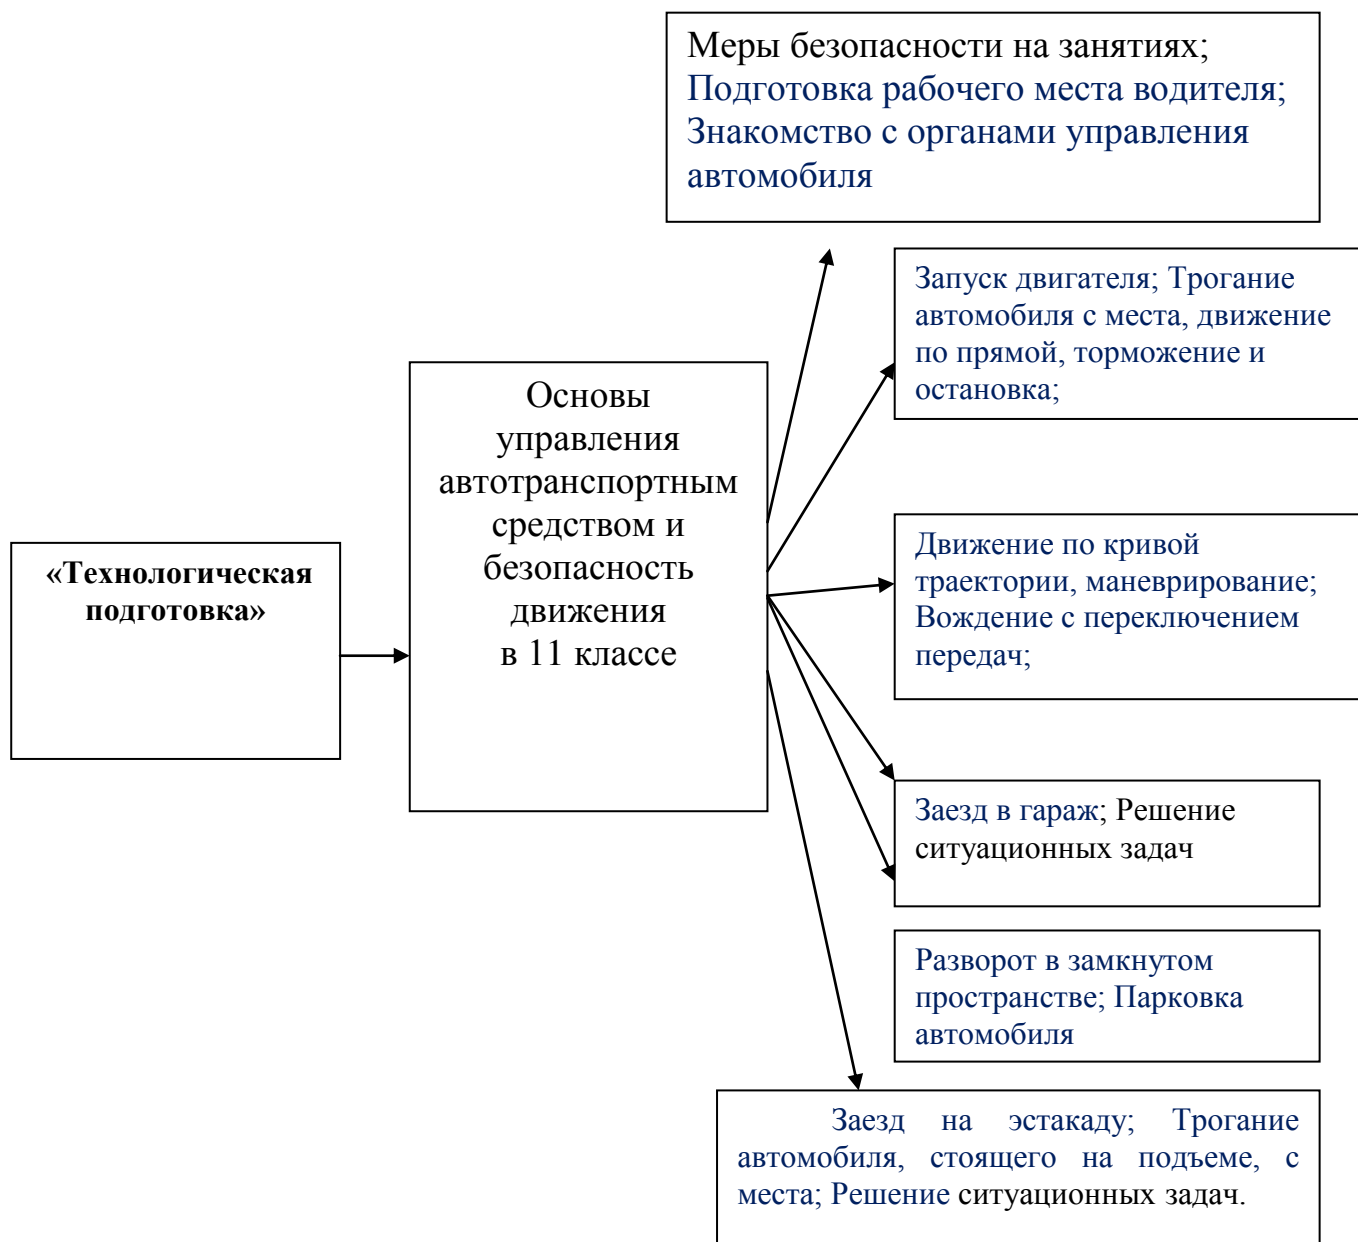 Меры безопасности на занятиях;
Подготовка рабочего места водителя;
Знакомство с органами управления
автомобиля
Запуск двигателя; Трогание
автомобиля с места, движение
по прямой, торможение и
остановка;
Основы
управления
автотранспортным
средством и
безопасность
движения
в 11 классе
«Технологическая
подготовка»
Движение по кривой
траектории, маневрирование;
Вождение с переключением
передач;
Заезд в гараж; Решение
ситуационных задач
Разворот в замкнутом
пространстве; Парковка
автомобиля
Заезд на эстакаду; Трогание
автомобиля, стоящего на подъеме, с
места; Решение ситуационных задач.